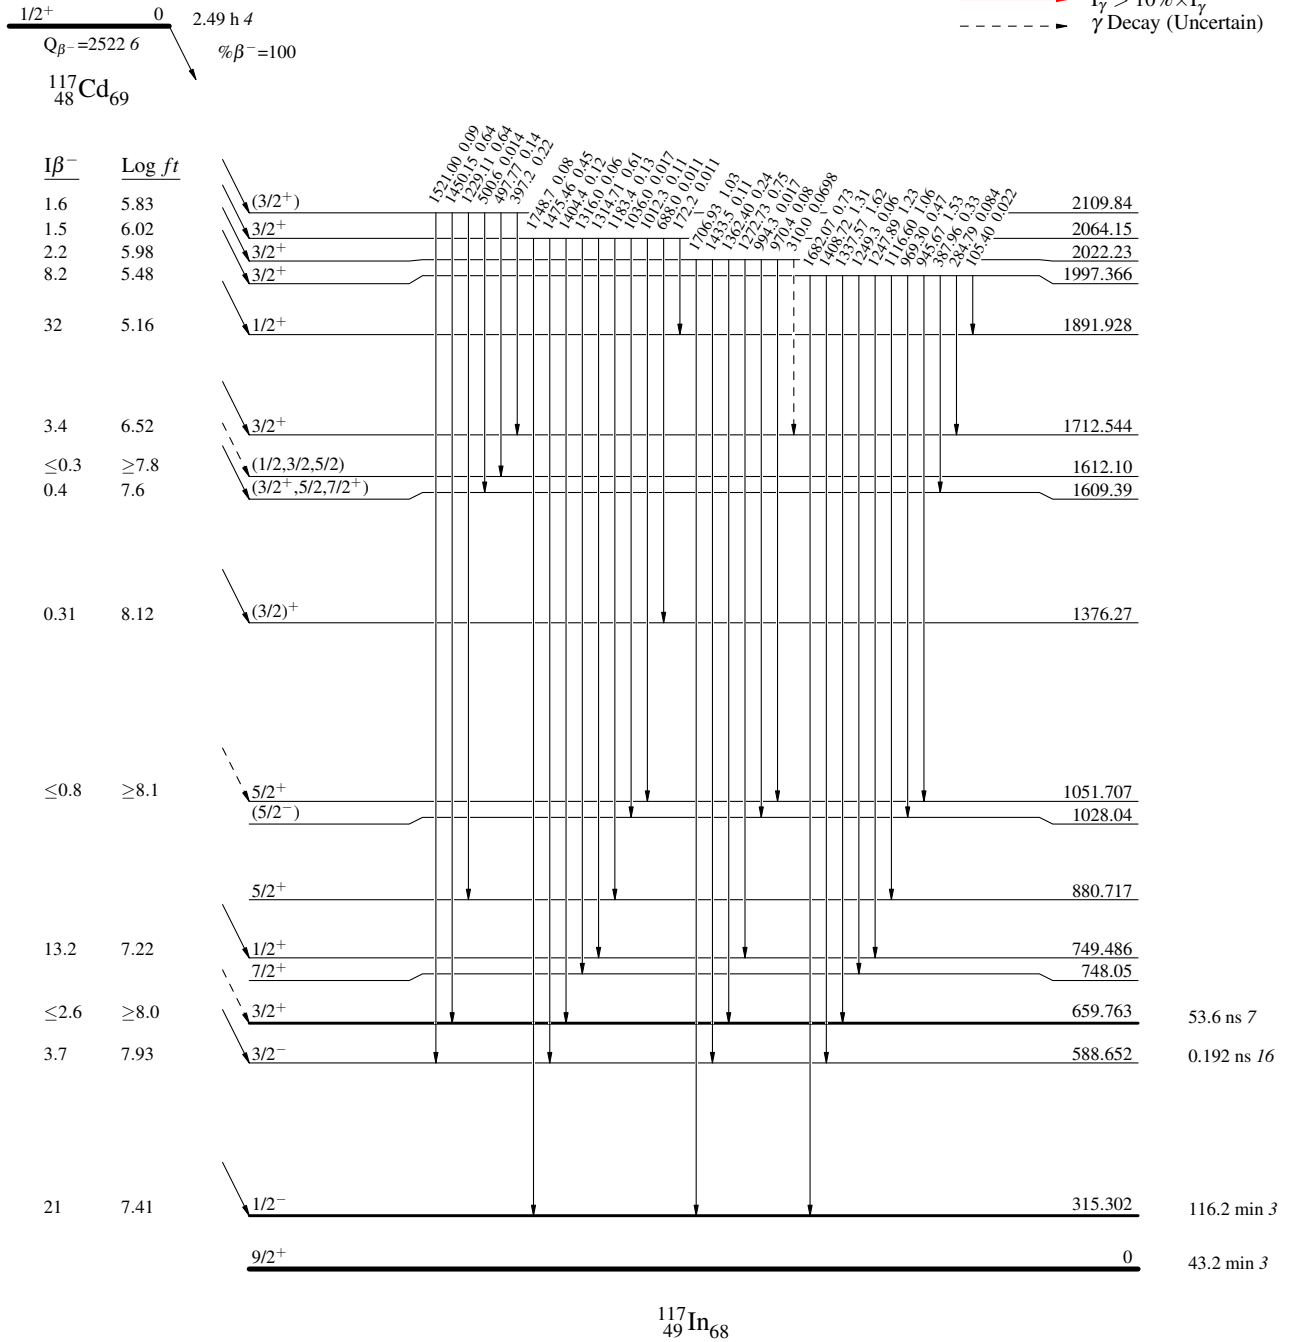 I_γ > 10%×I_γ
γ Decay (Uncertain)
1/2⁺ 0 2.49 h 4
Q_β⁻=2522 6
%β⁻=100
¹¹⁷₄₈Cd₆₉
Iβ⁻ Log ft
1521.00 0.09
1450.15 0.64
1229.11 0.64
500.6 0.014
497.77 0.14
397.2 0.22
1748.7 0.08
1475.46 0.45
1404.4 0.12
1316.0 0.06
1314.71 0.61
1183.4 0.13
1036.0 0.017
1012.3 0.11
688.0 0.011
172.2 0.011
1706.93 1.03
1433.5 0.11
1362.40 0.24
1272.73 0.75
994.3 0.017
970.4 0.08
310.0 0.0698
1682.07 0.73
1408.72 1.31
1337.57 1.62
1249.3 0.06
1247.89 1.23
1116.60 1.06
969.30 0.47
945.67 1.53
387.96 0.33
284.79 0.084
105.40 0.022
1.6 5.83 (3/2⁺) 2109.84
1.5 6.02 3/2⁺ 2064.15
2.2 5.98 3/2⁺ 2022.23
8.2 5.48 3/2⁺ 1997.366
32 5.16 1/2⁺ 1891.928
3.4 6.52 3/2⁺ 1712.544
≤0.3 ≥7.8 (1/2,3/2,5/2) 1612.10
0.4 7.6 (3/2⁺,5/2,7/2⁺) 1609.39
0.31 8.12 (3/2)⁺ 1376.27
≤0.8 ≥8.1 5/2⁺ 1051.707
(5/2⁻) 1028.04
5/2⁺ 880.717
13.2 7.22 1/2⁺ 749.486
7/2⁺ 748.05
≤2.6 ≥8.0 3/2⁺ 659.763 53.6 ns 7
3.7 7.93 3/2⁻ 588.652 0.192 ns 16
21 7.41 1/2⁻ 315.302 116.2 min 3
9/2⁺ 0 43.2 min 3
¹¹⁷₄₉In₆₈